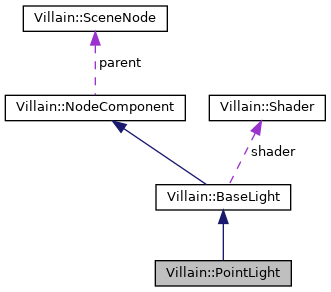 Villain::SceneNode
parent
Villain::NodeComponent
Villain::Shader
shader
Villain::BaseLight
Villain::PointLight